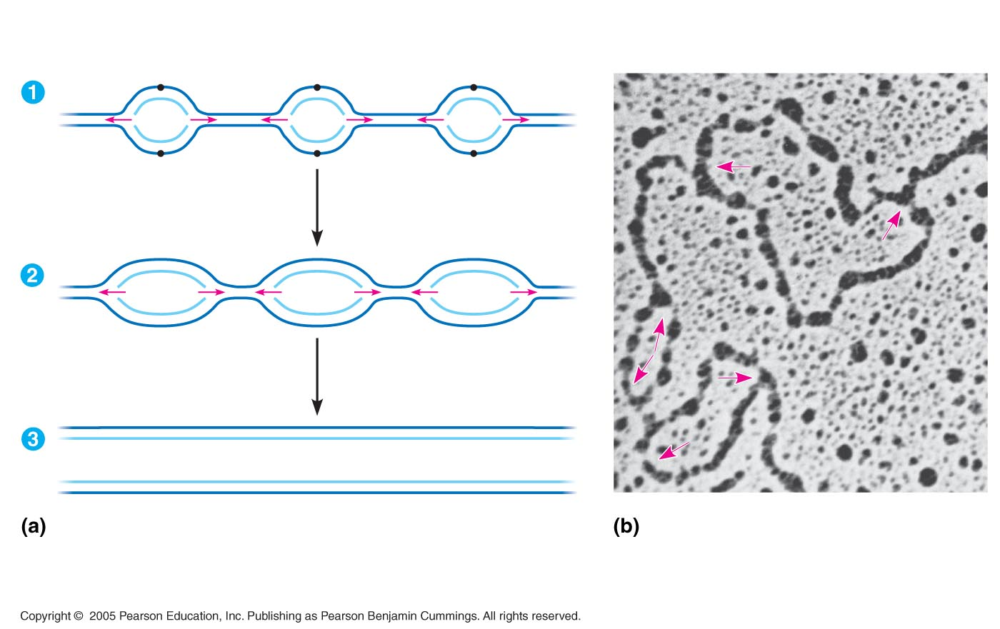 1
2
3
(a)
(b)
Copyright © 2005 Pearson Education, Inc. Publishing as Pearson Benjamin Cummings. All rights reserved.